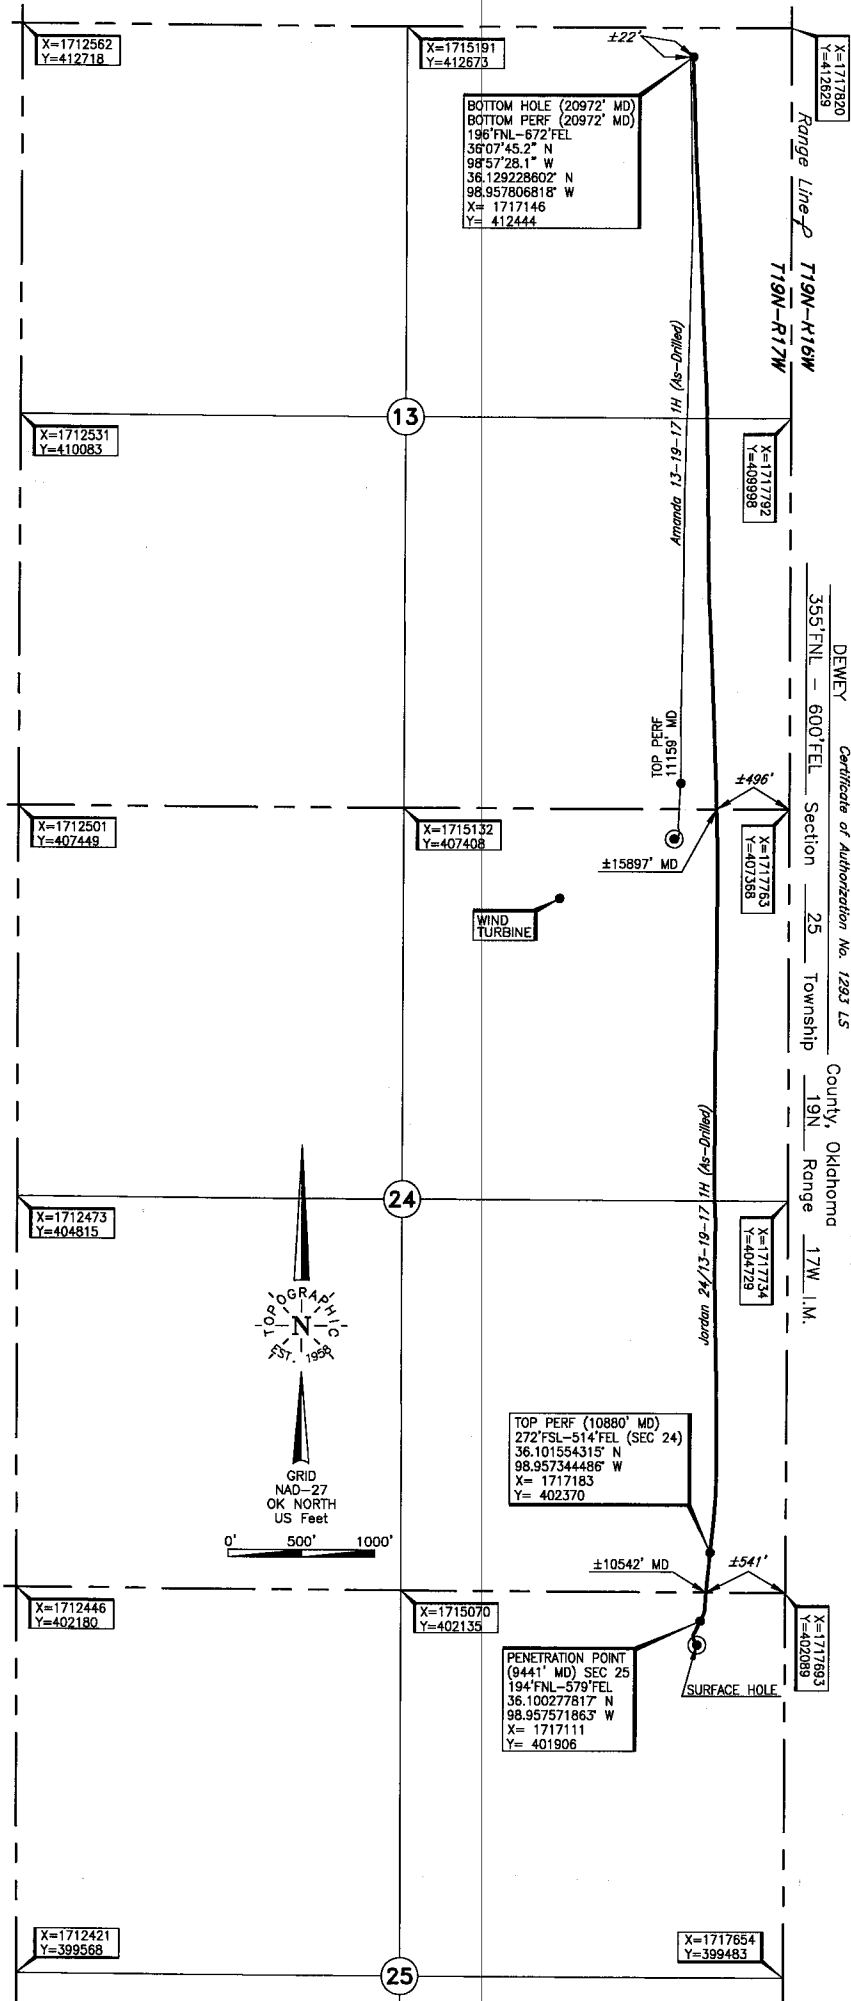 X=1712562
Y=412718
X=1715191
Y=412673
±22'
X=1717820
Y=412629
BOTTOM HOLE (20972' MD)
BOTTOM PERF (20972' MD)
196'FNL-672'FEL
36°07'45.2" N
98°57'28.1" W
36.129228602° N
98.957806818° W
X= 1717146
Y= 412444
Range Line
T19N-R16W
T19N-R17W
Amanda 13-19-17 1H (As-Drilled)
13
X=1712531
Y=410083
X=1717792
Y=409998
DEWEY County, Oklahoma
Certificate of Authorization No. 1293 LS
355'FNL - 600'FEL Section 25 Township 19N Range 17W I.M.
TOP PERF
11159' MD
±496'
X=1712501
Y=407449
X=1715132
Y=407408
±15897' MD
X=1717763
Y=407368
WIND
TURBINE
Jordan 24/13-19-17 1H (As-Drilled)
24
X=1712473
Y=404815
X=1717734
Y=404729
TOPOGRAPHIC
N
EST. 1958
GRID
NAD-27
OK NORTH
US Feet
0' 500' 1000'
TOP PERF (10880' MD)
272'FSL-514'FEL (SEC 24)
36.101554315° N
98.957344486° W
X= 1717183
Y= 402370
±10542' MD
±541'
X=1712446
Y=402180
X=1715070
Y=402135
X=1717693
Y=402089
PENETRATION POINT
(9441' MD) SEC 25
194'FNL-579'FEL
36.100277817° N
98.957571863° W
X= 1717111
Y= 401906
SURFACE HOLE
X=1712421
Y=399568
X=1717654
Y=399483
25